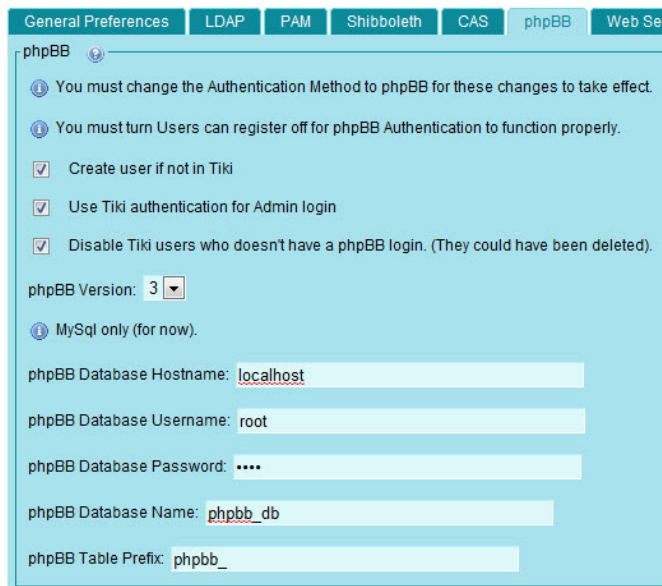 General Preferences LDAP PAM Shibboleth CAS phpBB Web Se
phpBB
You must change the Authentication Method to phpBB for these changes to take effect.
You must turn Users can register off for phpBB Authentication to function properly.
Create user if not in Tiki
Use Tiki authentication for Admin login
Disable Tiki users who doesn't have a phpBB login. (They could have been deleted).
phpBB Version: 3
MySql only (for now).
phpBB Database Hostname: localhost
phpBB Database Username: root
phpBB Database Password: ••••
phpBB Database Name: phpbb_db
phpBB Table Prefix: phpbb_